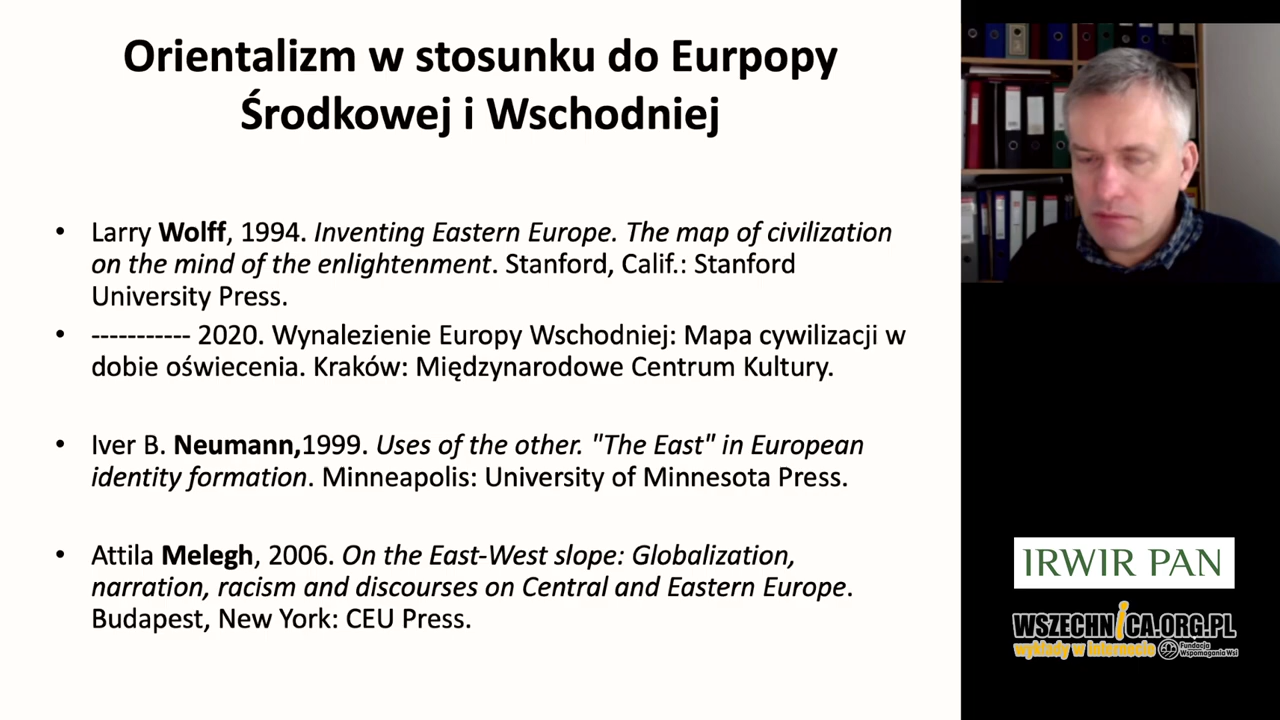 Orientalizm w stosunku do Eurpopy
Środkowej i Wschodniej
• Larry Wolff, 1994. Inventing Eastern Europe. The map of civilization
on the mind of the enlightenment. Stanford, Calif.: Stanford
University Press.
• ----------- 2020. Wynalezienie Europy Wschodniej: Mapa cywilizacji w
dobie oświecenia. Kraków: Międzynarodowe Centrum Kultury.
• Iver B. Neumann,1999. Uses of the other. "The East" in European
identity formation. Minneapolis: University of Minnesota Press.
• Attila Melegh, 2006. On the East-West slope: Globalization,
narration, racism and discourses on Central and Eastern Europe.
Budapest, New York: CEU Press.
IRWIR PAN
WSZECHNICA.ORG.PL
wykłady w internecie
Fundacja
Wspomagania Wsi